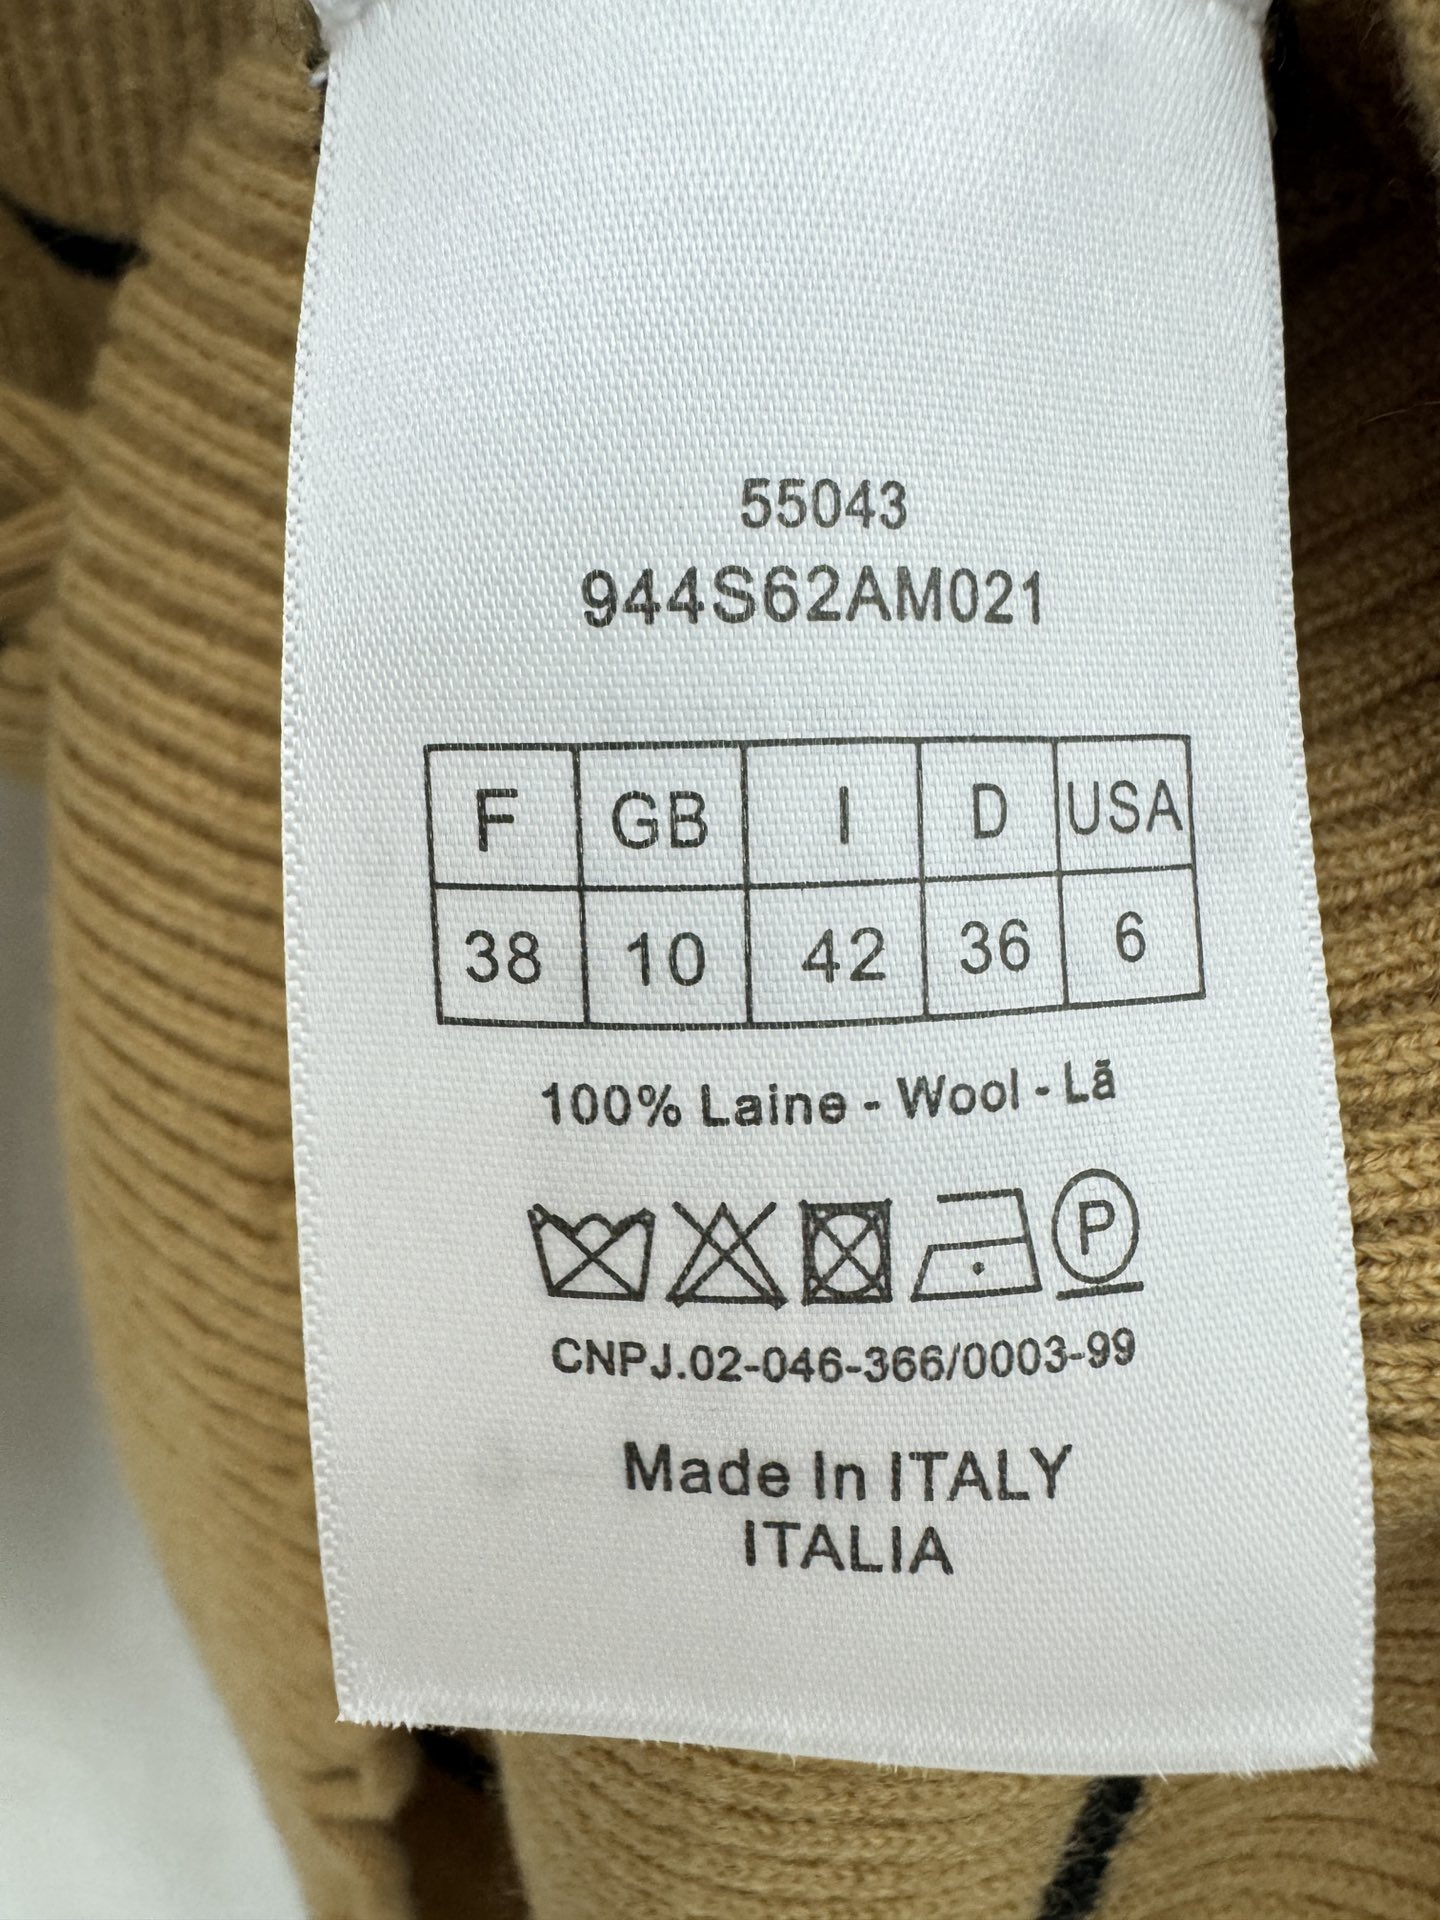 55043
944S62AM021
F GB I D USA
38 10 42 36 6
100% Laine - Wool - Lã
P
CNPJ.02-046-366/0003-99
Made In ITALY
ITALIA